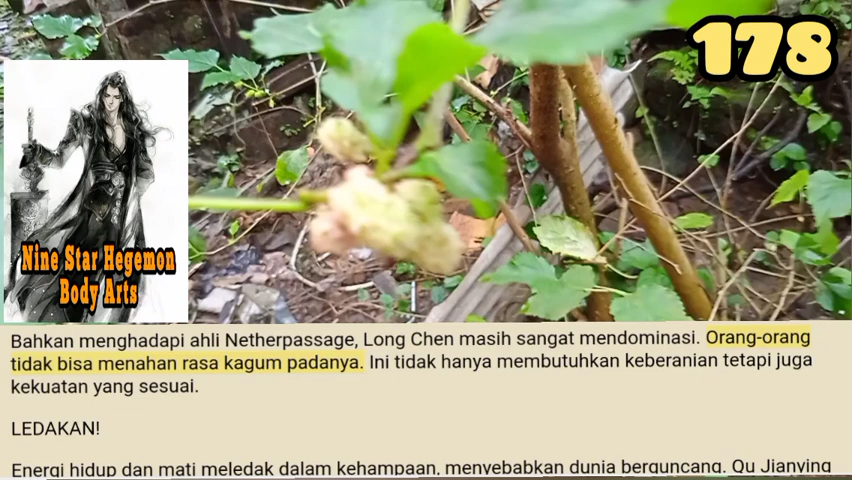 178
Nine Star Hegemon
Body Arts
Bahkan menghadapi ahli Netherpassage, Long Chen masih sangat mendominasi. Orang-orang
tidak bisa menahan rasa kagum padanya. Ini tidak hanya membutuhkan keberanian tetapi juga
kekuatan yang sesuai.
LEDAKAN!
Energi hidup dan mati meledak dalam kehampaan, menyebabkan dunia berguncang. Qu Jianying